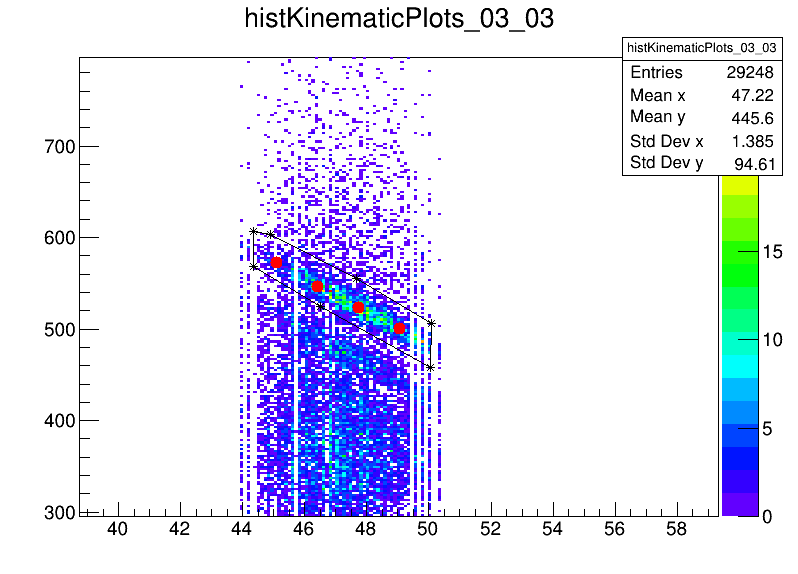 histKinematicPlots_03_03
histKinematicPlots_03_03
Entries 29248
Mean x 47.22
Mean y 445.6
Std Dev x 1.385
Std Dev y 94.61
700
600
500
400
300
40 42 44 46 48 50 52 54 56 58
15
10
5
0